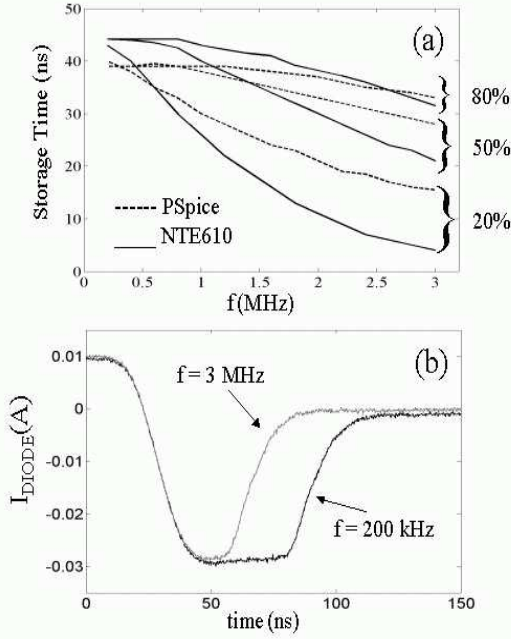 50
40
30
20
10
0
Storage Time (ns)
(a)
80%
50%
20%
PSpice
NTE610
0.5
1
1.5
2
2.5
3
f(MHz)
(b)
0.01
0
-0.01
-0.02
-0.03
I_DIODE(A)
f = 3 MHz
f = 200 kHz
0
50
100
150
time (ns)